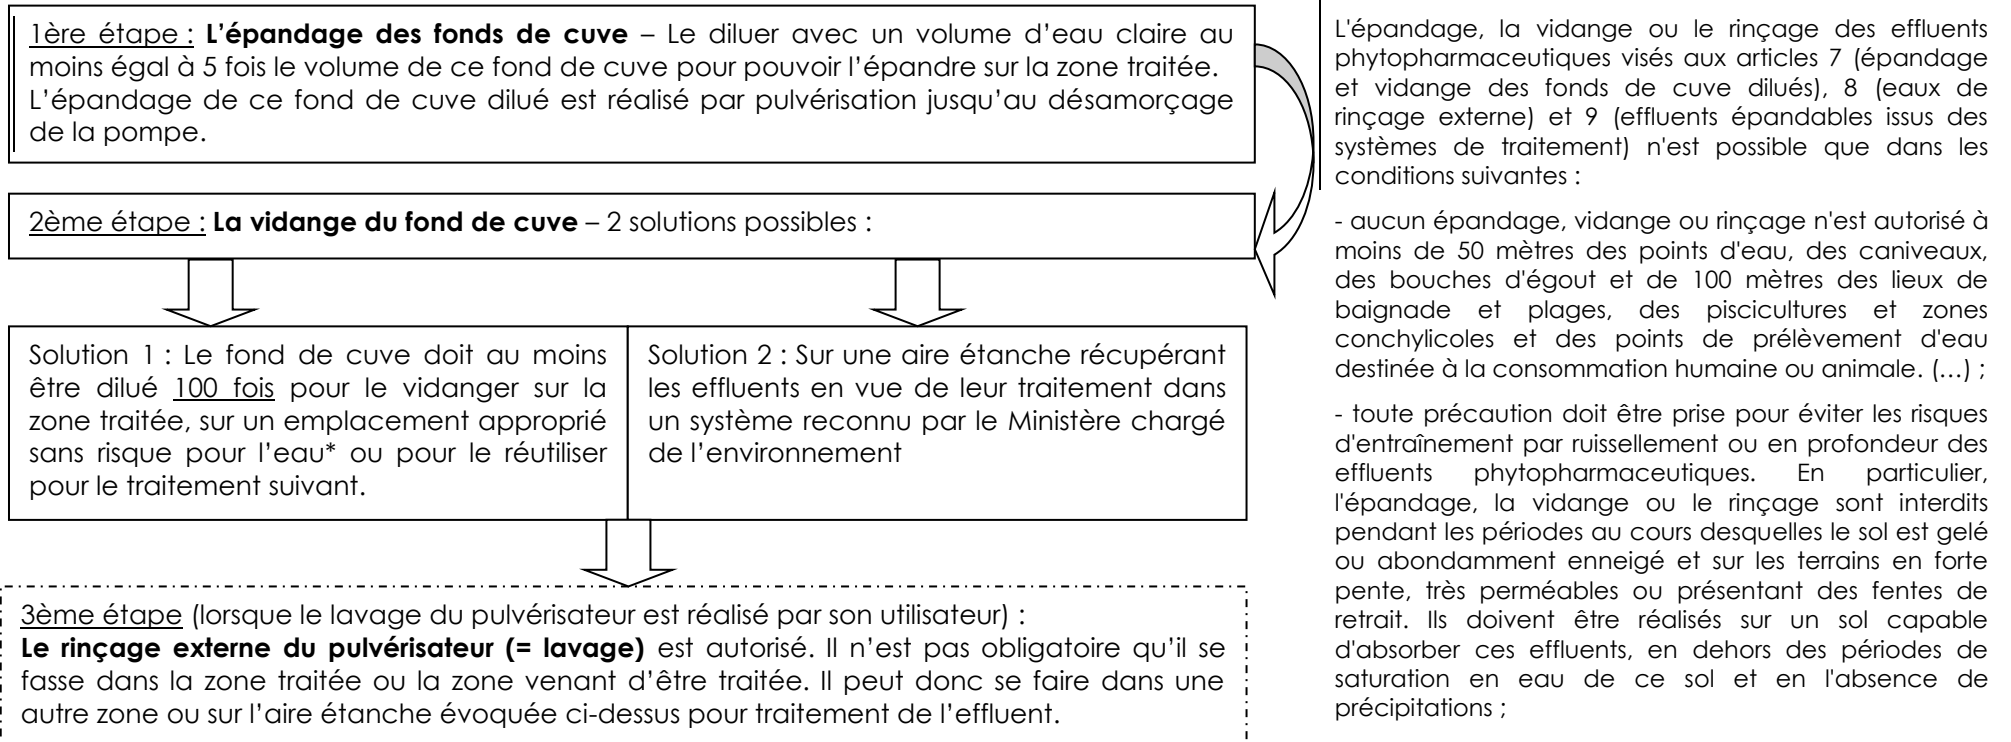 1ère étape : L'épandage des fonds de cuve – Le diluer avec un volume d'eau claire au
moins égal à 5 fois le volume de ce fond de cuve pour pouvoir l'épandre sur la zone traitée.
L'épandage de ce fond de cuve dilué est réalisé par pulvérisation jusqu'au désamorçage
de la pompe.
2ème étape : La vidange du fond de cuve – 2 solutions possibles :
Solution 1 : Le fond de cuve doit au moins
être dilué 100 fois pour le vidanger sur la
zone traitée, sur un emplacement approprié
sans risque pour l'eau* ou pour le réutiliser
pour le traitement suivant.
Solution 2 : Sur une aire étanche récupérant
les effluents en vue de leur traitement dans
un système reconnu par le Ministère chargé
de l'environnement
3ème étape (lorsque le lavage du pulvérisateur est réalisé par son utilisateur) :
Le rinçage externe du pulvérisateur (= lavage) est autorisé. Il n'est pas obligatoire qu'il se
fasse dans la zone traitée ou la zone venant d'être traitée. Il peut donc se faire dans une
autre zone ou sur l'aire étanche évoquée ci-dessus pour traitement de l'effluent.
L'épandage, la vidange ou le rinçage des effluents
phytopharmaceutiques visés aux articles 7 (épandage
et vidange des fonds de cuve dilués), 8 (eaux de
rinçage externe) et 9 (effluents épandables issus des
systèmes de traitement) n'est possible que dans les
conditions suivantes :
- aucun épandage, vidange ou rinçage n'est autorisé à
moins de 50 mètres des points d'eau, des caniveaux,
des bouches d'égout et de 100 mètres des lieux de
baignade et plages, des piscicultures et zones
conchylicoles et des points de prélèvement d'eau
destinée à la consommation humaine ou animale. (...) ;
- toute précaution doit être prise pour éviter les risques
d'entraînement par ruissellement ou en profondeur des
effluents phytopharmaceutiques. En particulier,
l'épandage, la vidange ou le rinçage sont interdits
pendant les périodes au cours desquelles le sol est gelé
ou abondamment enneigé et sur les terrains en forte
pente, très perméables ou présentant des fentes de
retrait. Ils doivent être réalisés sur un sol capable
d'absorber ces effluents, en dehors des périodes de
saturation en eau de ce sol et en l'absence de
précipitations ;